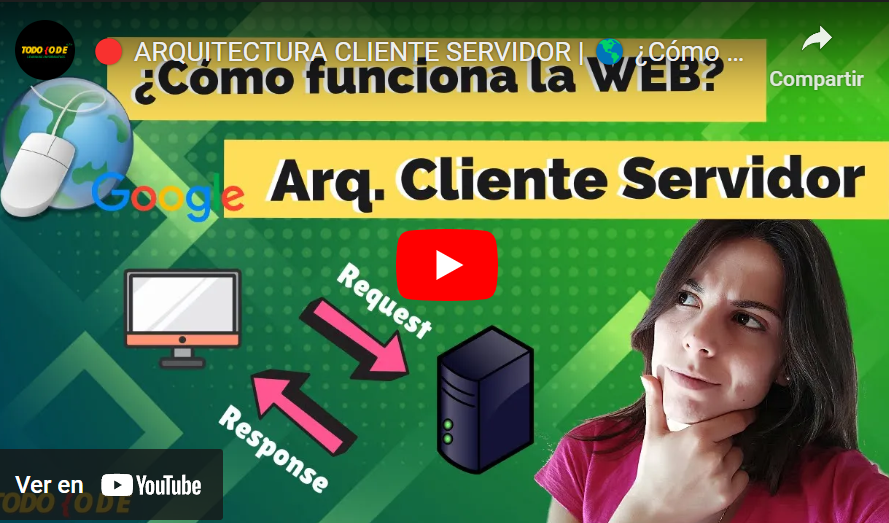 TODO CODE
ARQUITECTURA CLIENTE SERVIDOR | 🌎 ¿Cómo ...
Compartir
¿Cómo funciona la WEB?
Google
Arq. Cliente Servidor
Request
Response
Ver en YouTube
TODO CODE